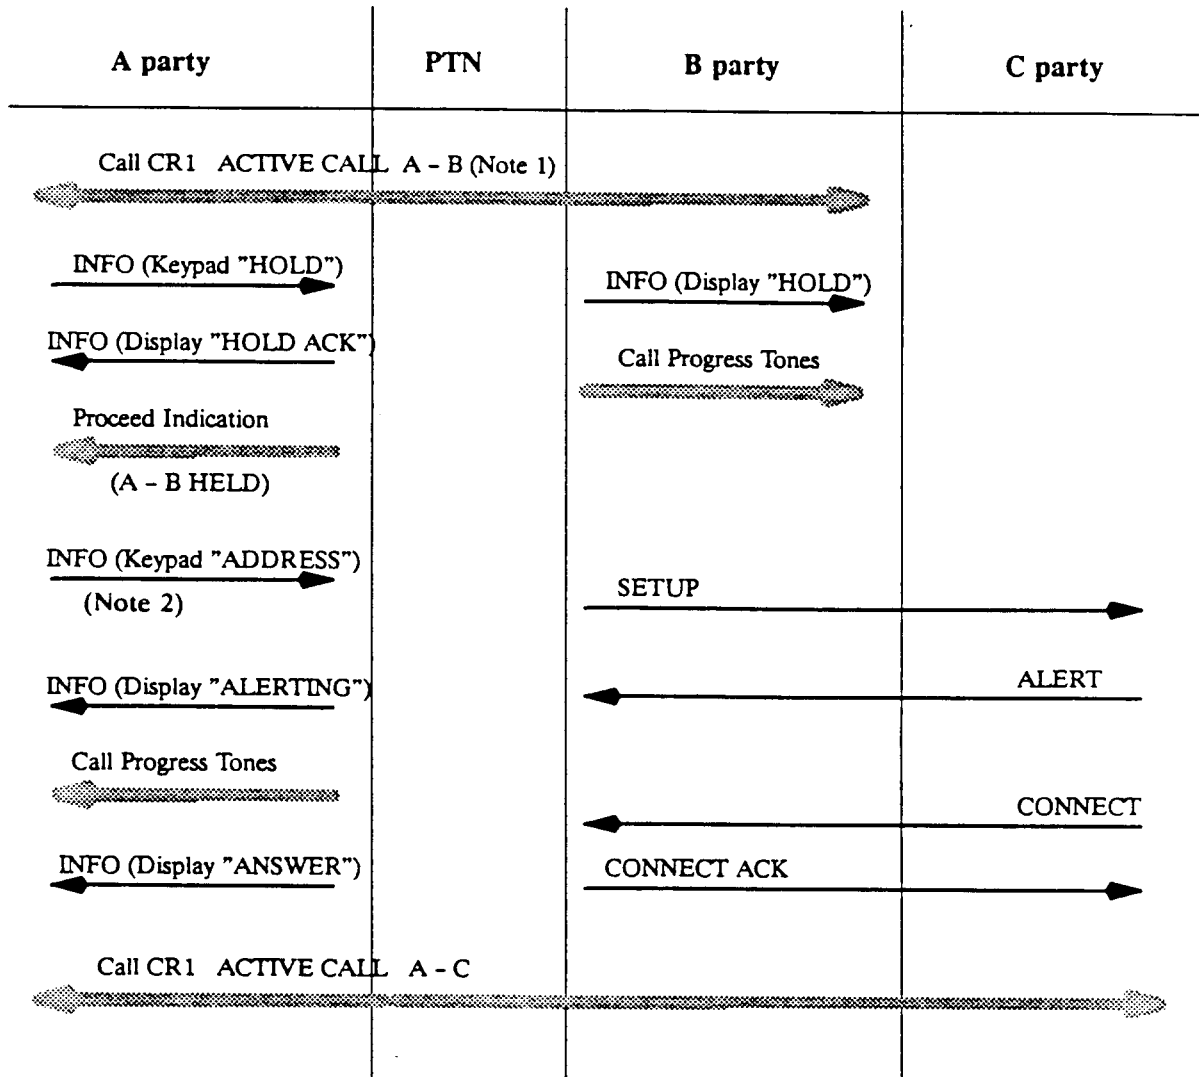 A party PTN B party C party
Call CR1 ACTIVE CALL A – B (Note 1)
INFO (Keypad "HOLD")
INFO (Display "HOLD")
INFO (Display "HOLD ACK")
Call Progress Tones
Proceed Indication
(A – B HELD)
INFO (Keypad "ADDRESS")
SETUP
(Note 2)
INFO (Display "ALERTING")
ALERT
Call Progress Tones
CONNECT
INFO (Display "ANSWER")
CONNECT ACK
Call CR1 ACTIVE CALL A – C